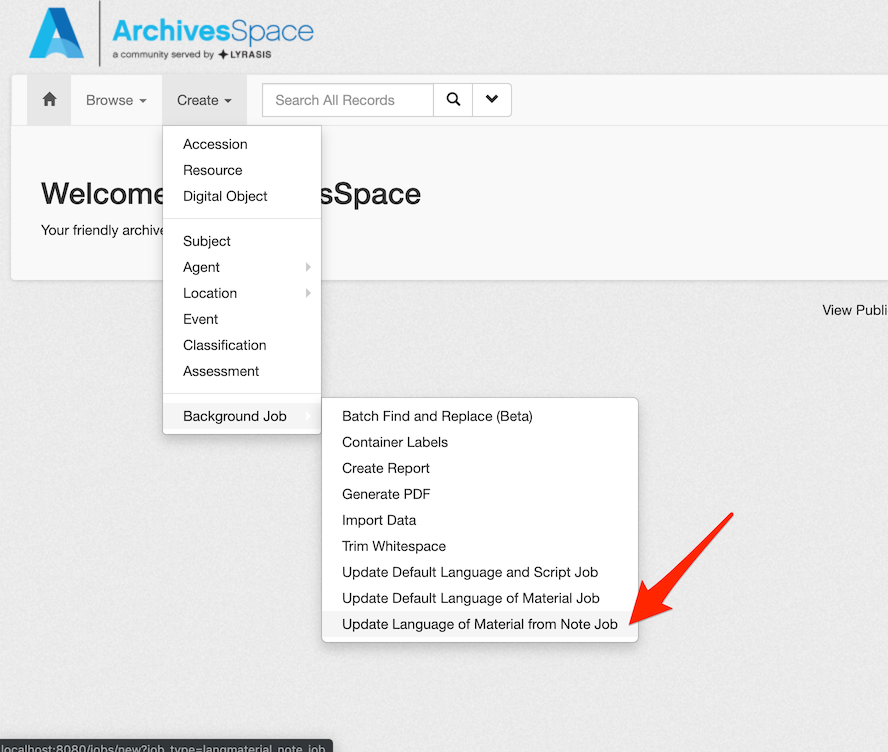 ArchivesSpace
a community served by LYRASIS
Browse
Create
Search All Records
Accession
Resource
Digital Object
Welcome
sSpace
Your friendly archive
Subject
Agent
Location
Event
Classification
Assessment
View Publi
Background Job
Batch Find and Replace (Beta)
Container Labels
Create Report
Generate PDF
Import Data
Trim Whitespace
Update Default Language and Script Job
Update Default Language of Material Job
Update Language of Material from Note Job
localhost:8080/jobs/new?job_type=langmaterial_note_job